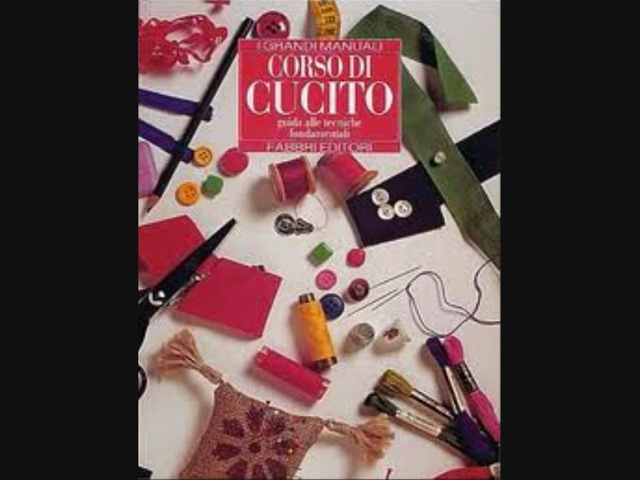 I GRANDI MANUALI
CORSO DI
CUCITO
guida alle tecniche
fondamentali
FABBRI EDITORI